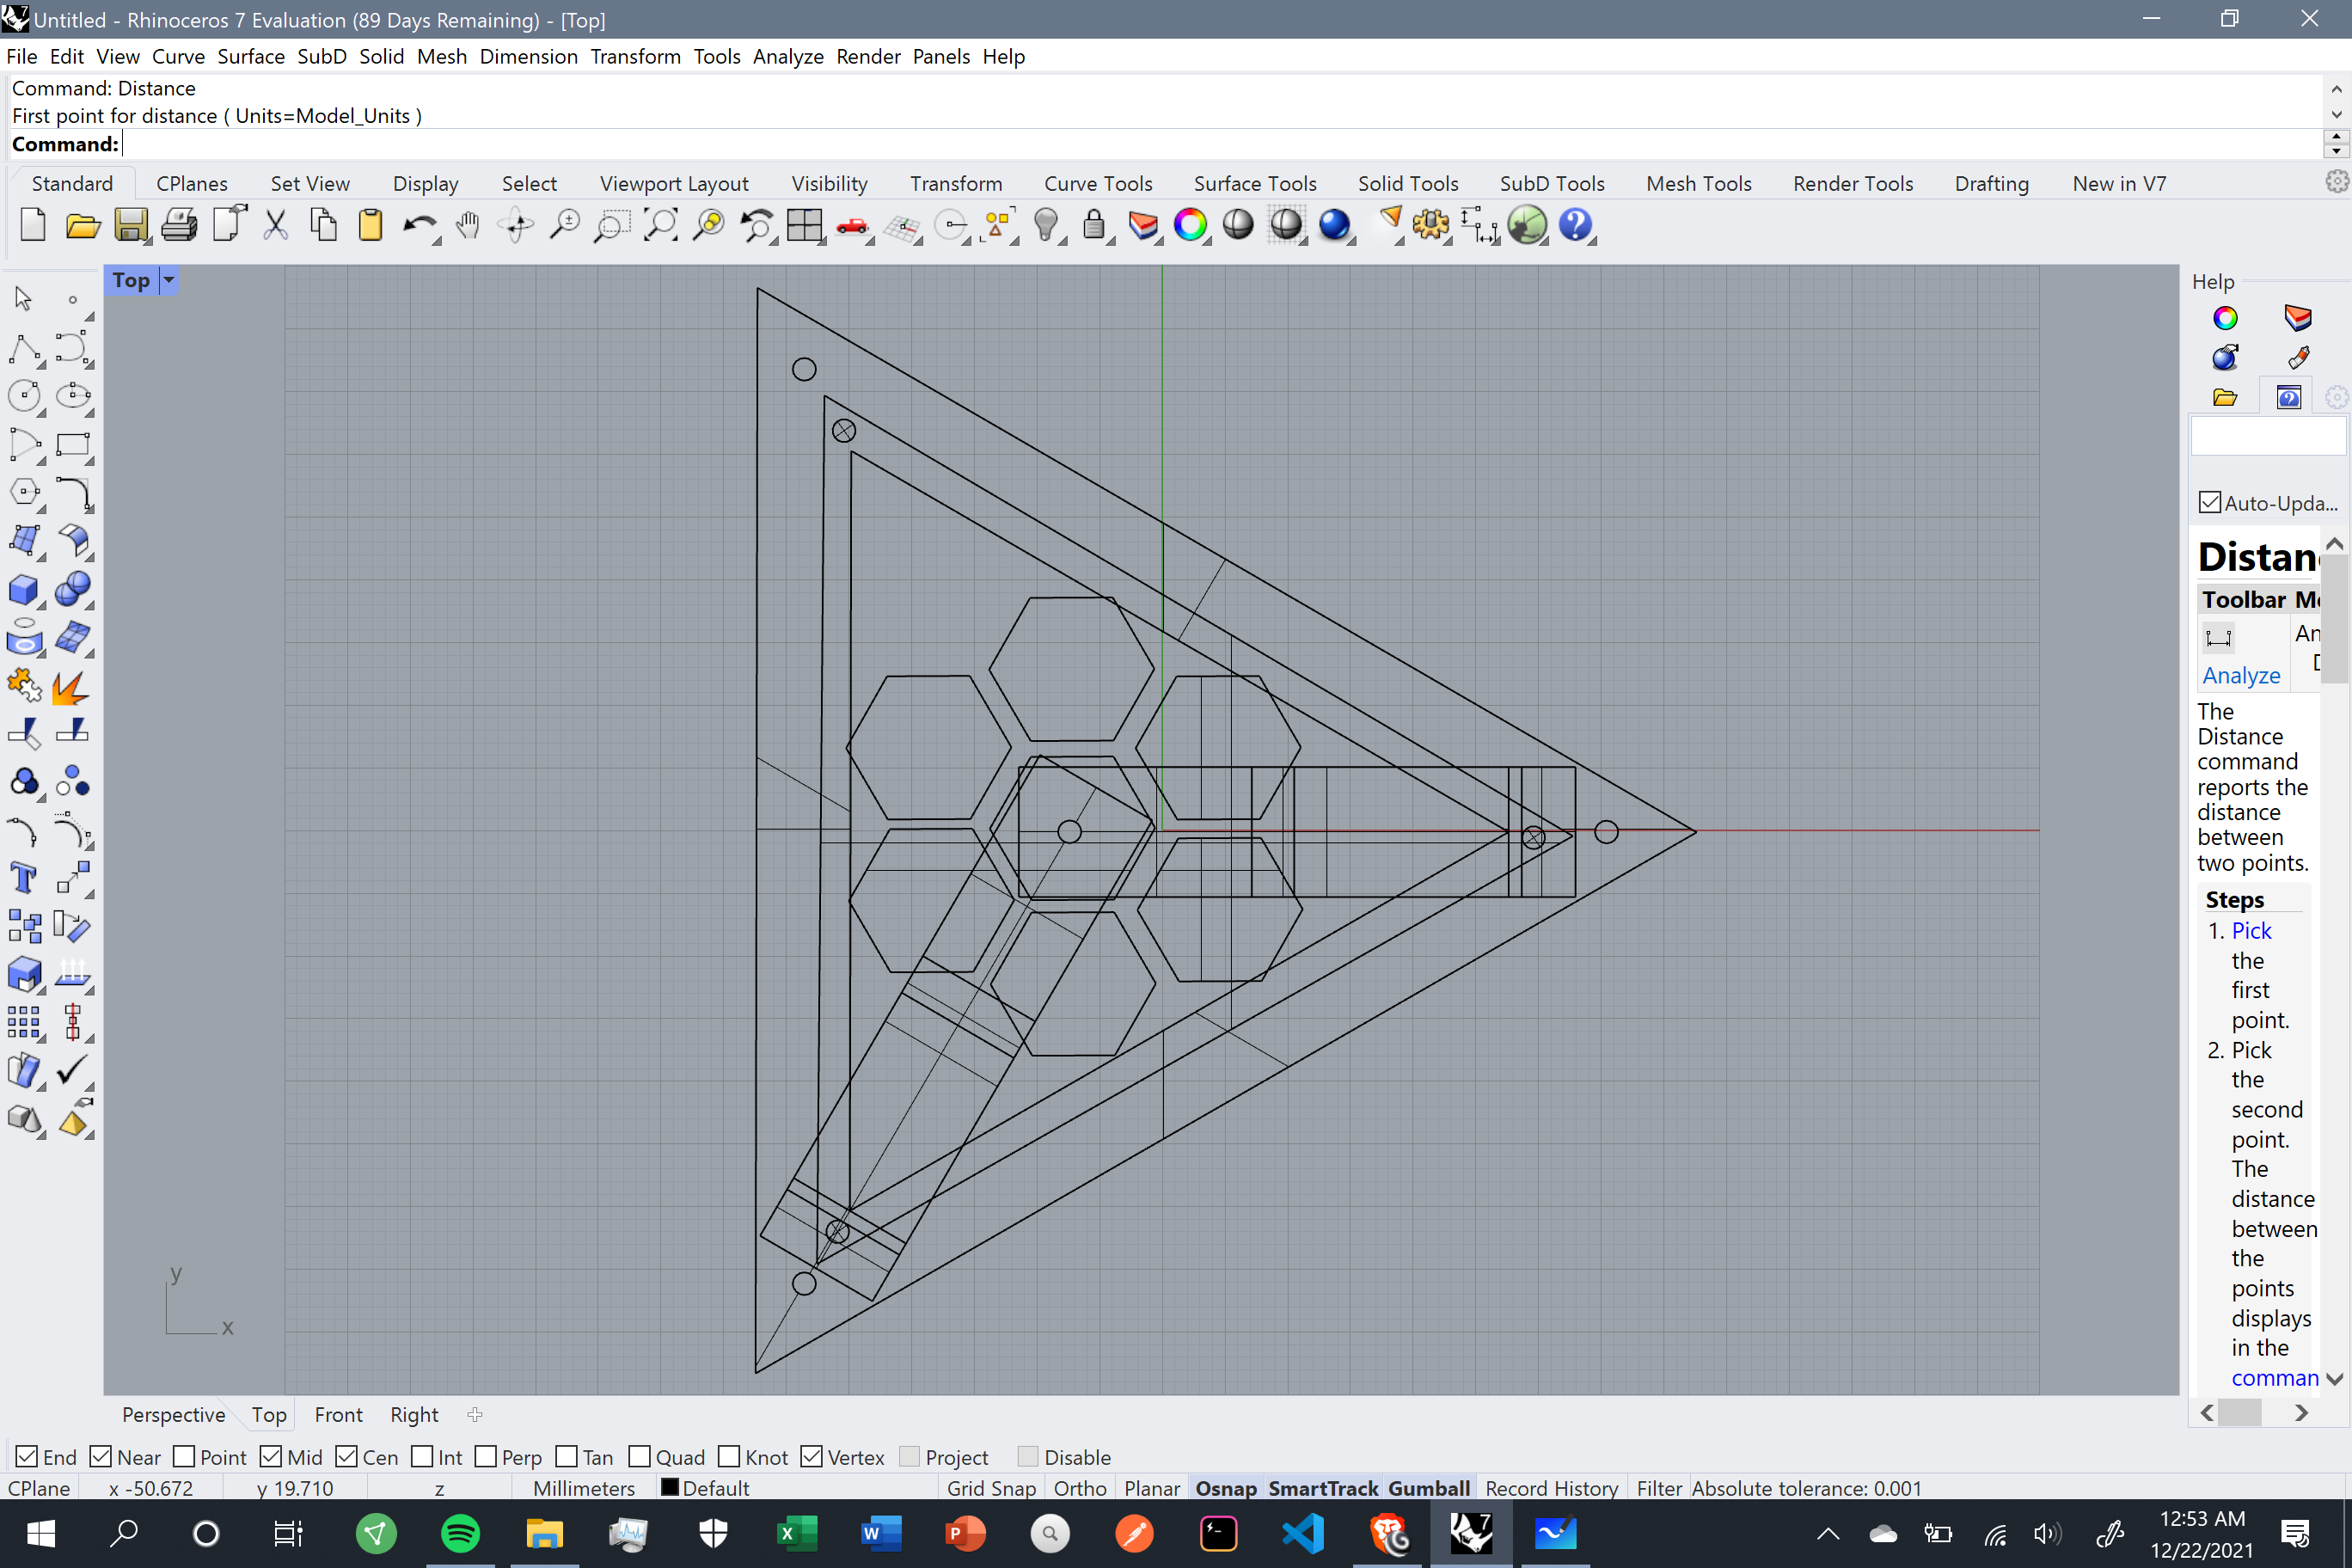 Untitled - Rhinoceros 7 Evaluation (89 Days Remaining) - [Top]
File Edit View Curve Surface SubD Solid Mesh Dimension Transform Tools Analyze Render Panels Help
Command: Distance
First point for distance ( Units=Model_Units )
Command:
Standard CPlanes Set View Display Select Viewport Layout Visibility Transform Curve Tools Surface Tools Solid Tools SubD Tools Mesh Tools Render Tools Drafting New in V7
Top
Help
Auto-Upda...
Distan
Toolbar Me
An
Analyze
The
Distance
command
reports the
distance
between
two points.
Steps
1. Pick
the
first
point.
2. Pick
the
second
point.
The
distance
between
the
points
displays
in the
comman
y
x
Perspective Top Front Right
End Near Point Mid Cen Int Perp Tan Quad Knot Vertex Project Disable
CPlane x -50.672 y 19.710 z Millimeters Default Grid Snap Ortho Planar Osnap SmartTrack Gumball Record History Filter Absolute tolerance: 0.001
12:53 AM
12/22/2021